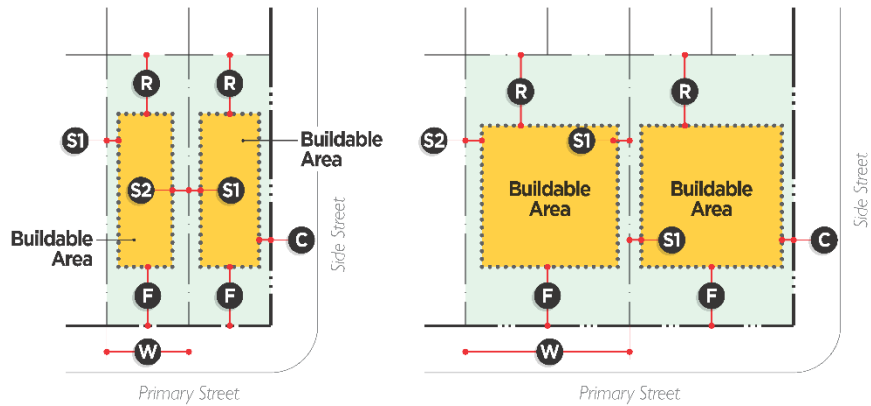 R
R
S1
Buildable
Area
S2
S1
Buildable
Area
C
Side Street
F
F
W
Primary Street
R
R
S2
S1
Buildable
Area
Buildable
Area
S1
C
Side Street
F
F
W
Primary Street